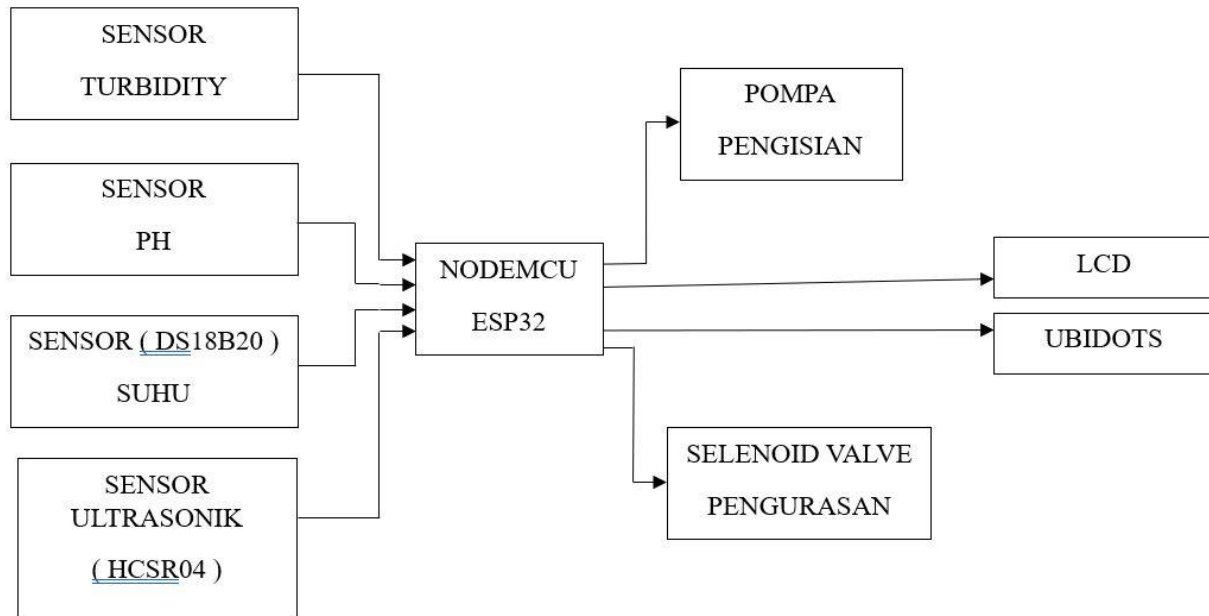 SENSOR
TURBIDITY
SENSOR
PH
SENSOR ( DS18B20 )
SUHU
SENSOR
ULTRASONIK
( HCSR04 )
NODEMCU
ESP32
POMPA
PENGISIAN
LCD
UBIDOTS
SELENOID VALVE
PENGURASAN